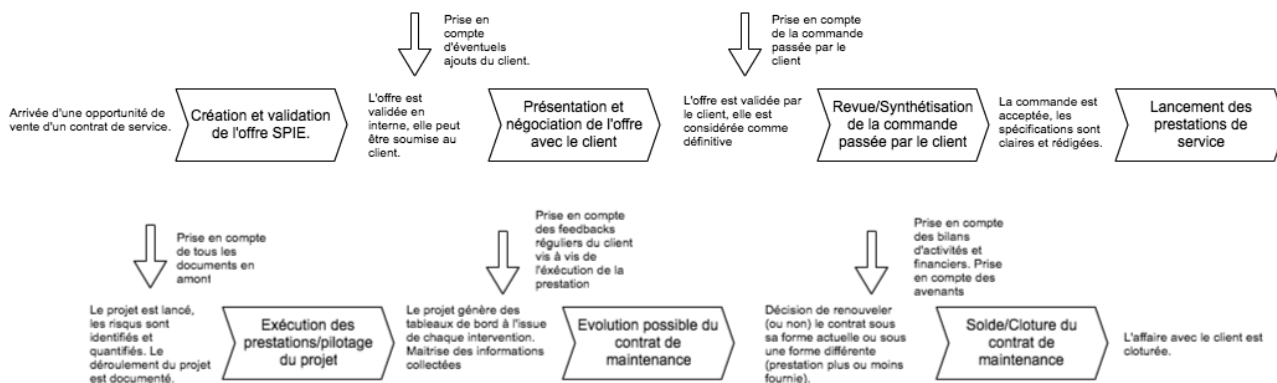 Arrivée d'une opportunité de
vente d'un contrat de service.
Création et validation
de l'offre SPIE.
Prise en
compte
d'éventuels
ajouts du client.
L'offre est
validée en
interne, elle peut
être soumise au
client.
Présentation et
négociation de l'offre
avec le client
Prise en compte
de la commande
passée par le
client
L'offre est validée par
le client, elle est
considérée comme
définitive
Revue/Synthétisation
de la commande
passée par le client
La commande est
acceptée, les
spécifications sont
claires et rédigées.
Lancement des
prestations de
service
Prise en compte
de tous les
documents en
amont
Le projet est lancé,
les risqus sont
identifiés et
quantifiés. Le
déroulement du projet
est documenté.
Exécution des
prestations/pilotage
du projet
Prise en compte
des feedbacks
réguliers du client
vis à vis de
l'éxécution de la
prestation
Le projet génère des
tableaux de bord à l'issue
de chaque intervention.
Maitrise des informations
collectées
Evolution possible du
contrat de
maintenance
Prise en compte
des bilans
d'activités et
financiers. Prise
en compte des
avenants
Décision de renouveler
(ou non) le contrat sous
sa forme actuelle ou sous
une forme différente
(prestation plus ou moins
fournie).
Solde/Cloture du
contrat de
maintenance
L'affaire avec le client est
cloturée.